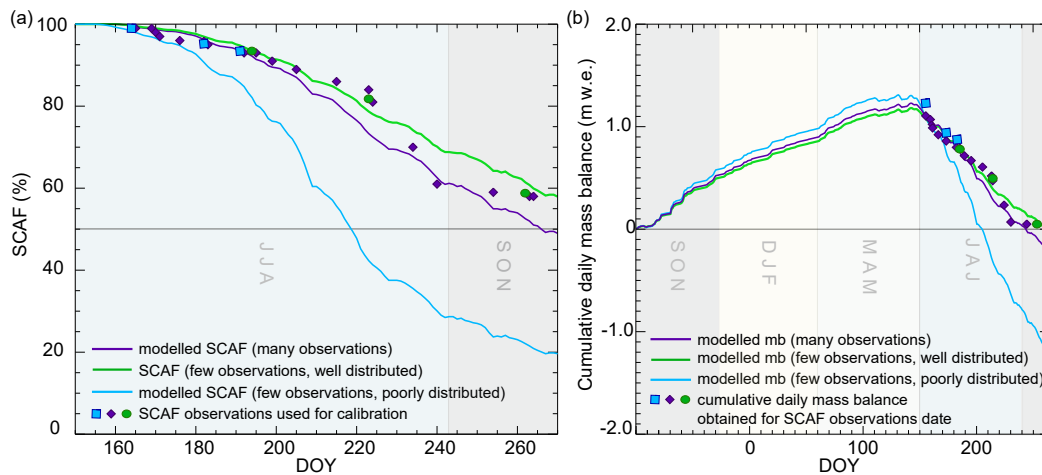 (a)
100
80
60
40
20
0
SCAF (%)
JJA
SON
modelled SCAF (many observations)
SCAF (few observations, well distributed)
modelled SCAF (few observations, poorly distributed)
SCAF observations used for calibration
160 180 200 220 240 260
DOY
(b)
2.0
1.0
0
-1.0
-2.0
Cumulative daily mass balance (m w.e.)
SON
DJF
MAM
JAJ
modelled mb (many observations)
modelled mb (few observations, well distributed)
modelled mb (few observations, poorly distributed)
cumulative daily mass balance
obtained for SCAF observations date
0 100 200
DOY